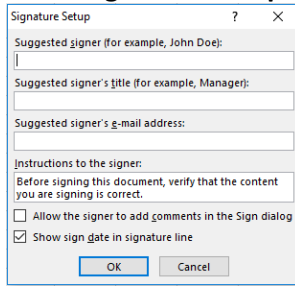 Signature Setup ? X
Suggested signer (for example, John Doe):
Suggested signer's title (for example, Manager):
Suggested signer's e-mail address:
Instructions to the signer:
Before signing this document, verify that the content
you are signing is correct.
Allow the signer to add comments in the Sign dialog
Show sign date in signature line
OK Cancel